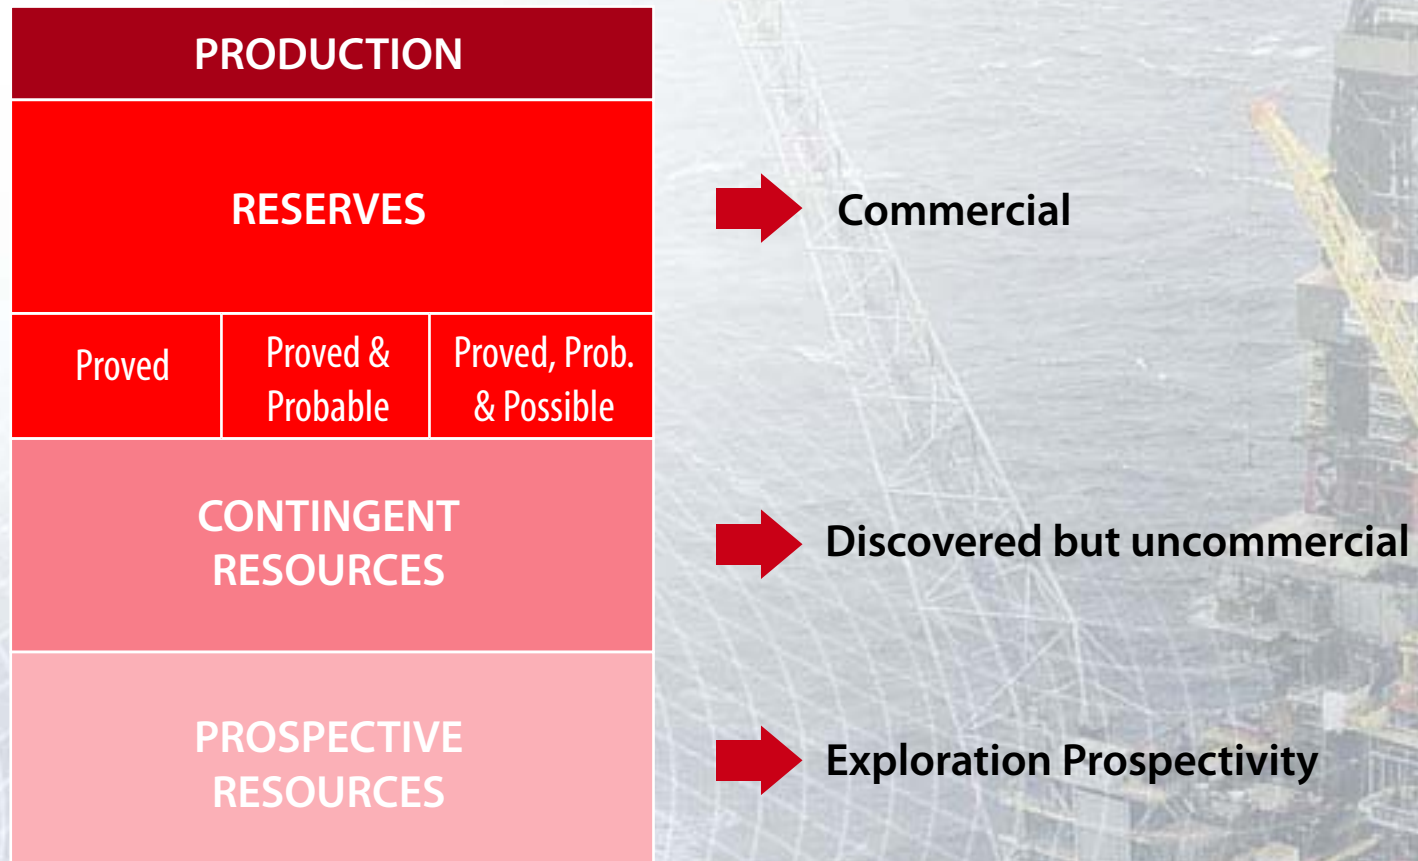 PRODUCTION
RESERVES
Commercial
Proved
Proved &
Probable
Proved, Prob.
& Possible
CONTINGENT
RESOURCES
Discovered but uncommercial
PROSPECTIVE
RESOURCES
Exploration Prospectivity